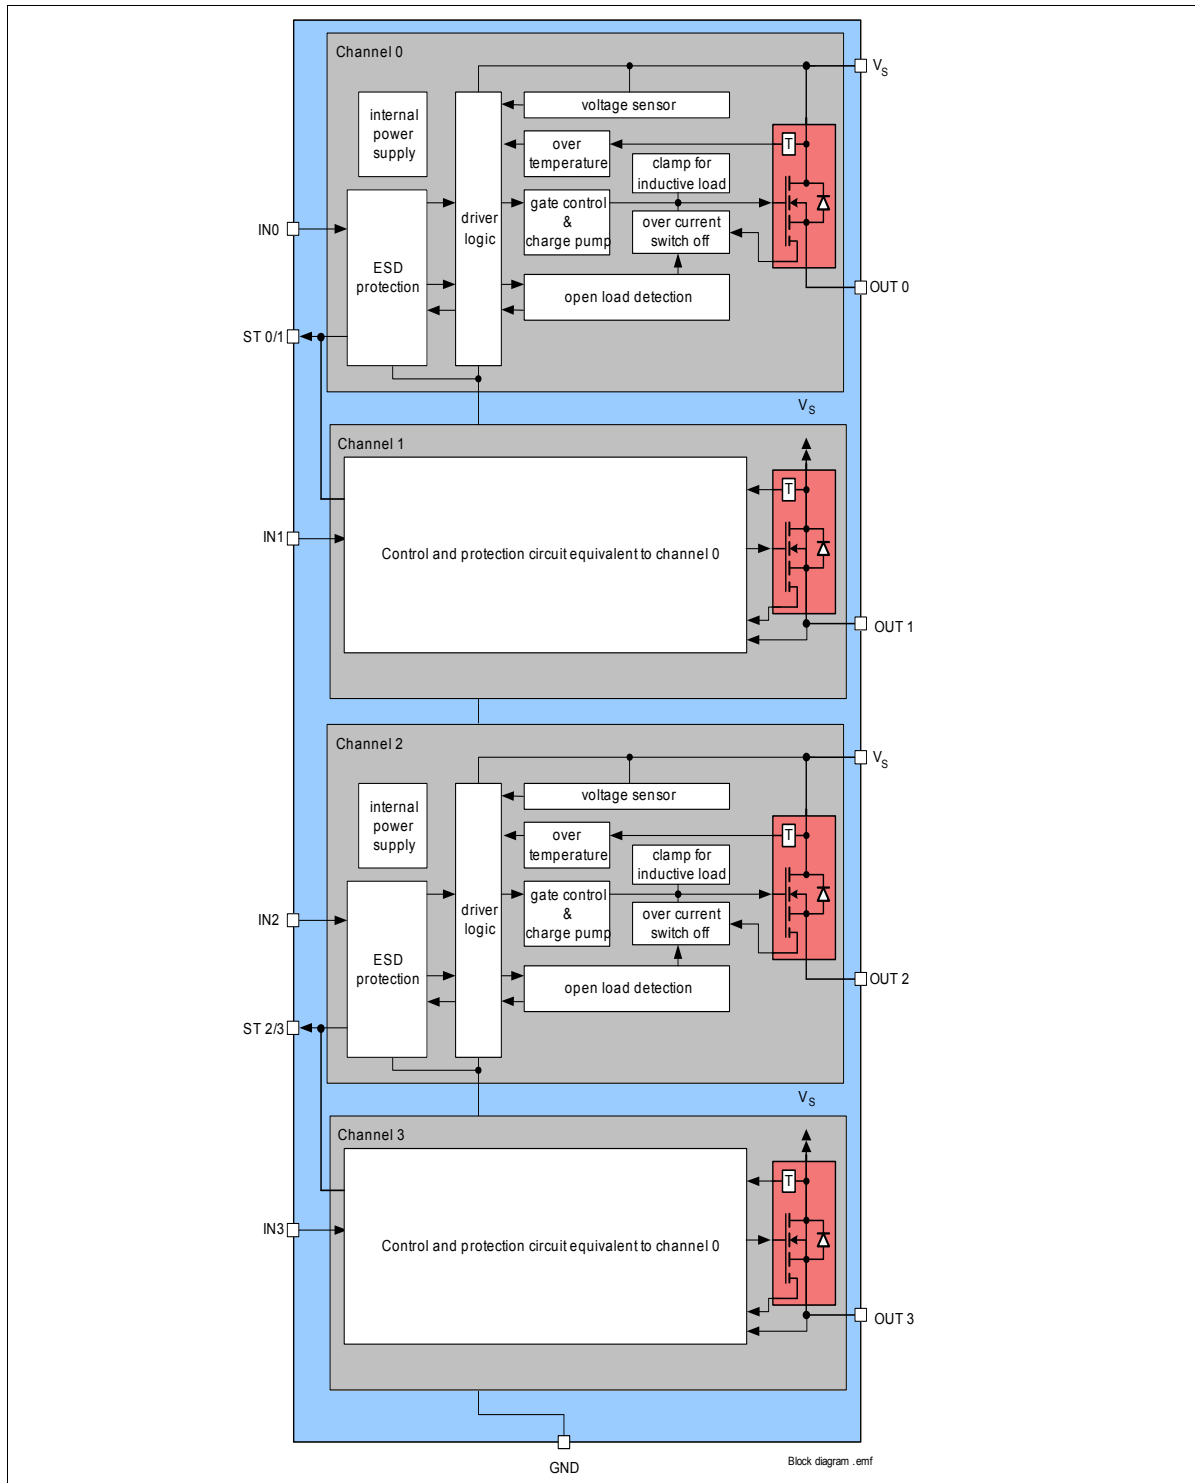 Channel 0
V_S
voltage sensor
internal
power
supply
over
temperature
T
clamp for
inductive load
driver
logic
gate control
&
charge pump
over current
switch off
IN0
ESD
protection
open load detection
OUT 0
ST 0/1
V_S
Channel 1
T
IN1
Control and protection circuit equivalent to channel 0
OUT 1
Channel 2
V_S
voltage sensor
internal
power
supply
over
temperature
T
clamp for
inductive load
driver
logic
gate control
&
charge pump
over current
switch off
IN2
ESD
protection
open load detection
OUT 2
ST 2/3
V_S
Channel 3
T
IN3
Control and protection circuit equivalent to channel 0
OUT 3
GND
Block diagram .emf